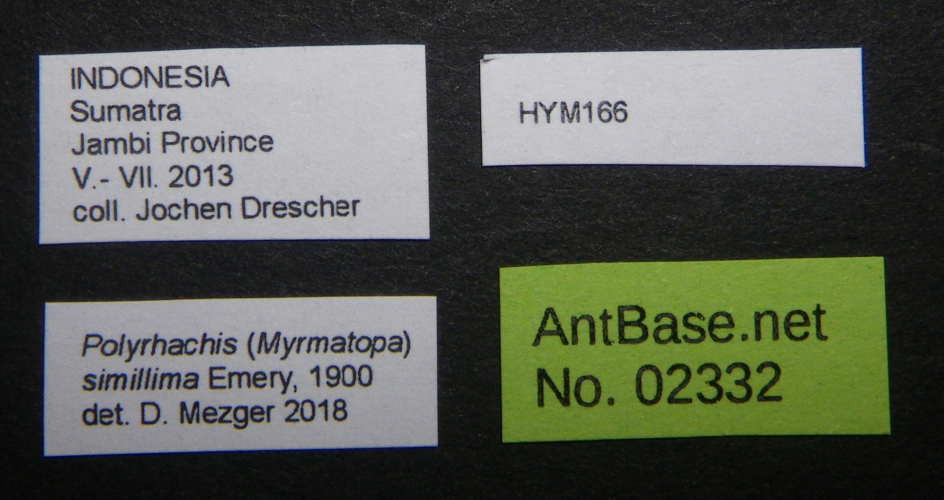 INDONESIA
Sumatra
Jambi Province
V.- VII. 2013
coll. Jochen Drescher
HYM166
Polyrhachis (Myrmatopa)
simillima Emery, 1900
det. D. Mezger 2018
AntBase.net
No. 02332